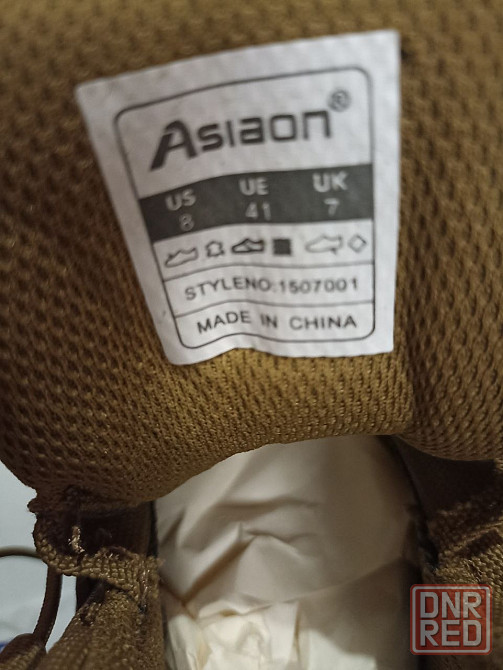 Asiaon®
US UE UK
8 41 7
STYLENO:1507001
MADE IN CHINA
DNR
RED